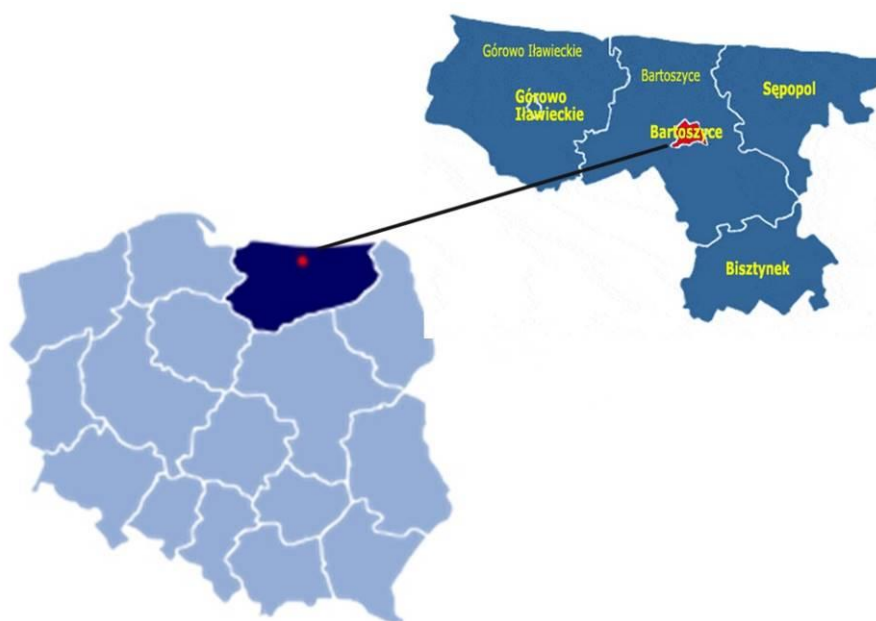 Górowo Iławieckie
Bartoszyce
Sępopol
Górowo
Iławieckie
Bartoszyce
Bisztynek